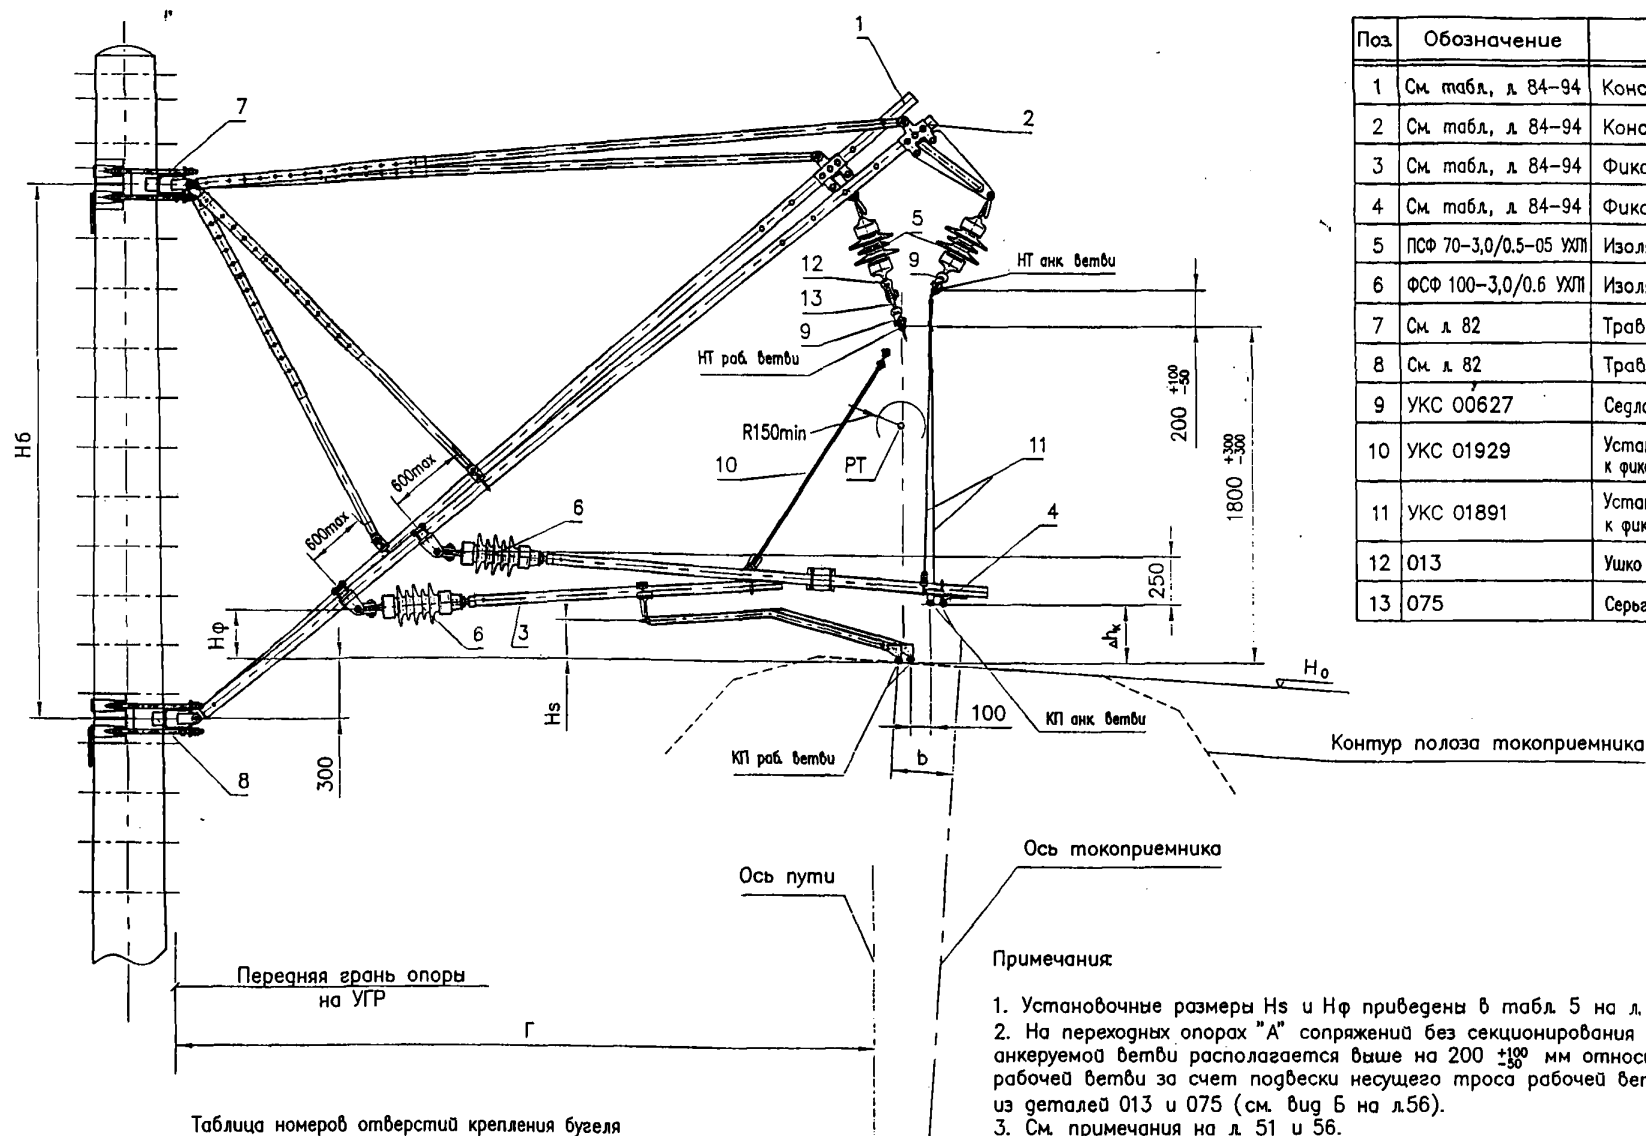 1
2
7
5
12
9
НТ анк. ветви
13
9
НТ раб. ветви
200 +100 -50
1800 +300 -300
R150min
РТ
10
11
4
Нб
600max
600max
6
6
3
250
Нф
Hs
Δhк
Н₀
100
b
КП раб. ветви
КП анк. ветви
300
8
Контур полоза токоприемника
Ось токоприемника
Ось пути
Передняя грань опоры
на УГР
Г
Поз. Обозначение
1 См. табл., л. 84-94 Конс
2 См. табл., л. 84-94 Конс
3 См. табл., л. 84-94 Фикс
4 См. табл., л. 84-94 Фикс
5 ПСФ 70-3,0/0.5-05 УХЛ1 Изол
6 ФСФ 100-3,0/0.6 УХЛ1 Изол
7 См. л. 82 Трав
8 См. л. 82 Трав
9 УКС 00627 Седла
10 УКС 01929 Уста
к фик
11 УКС 01891 Уста
к фик
12 013 Ушко
13 075 Серьг
Примечания:
1. Установочные размеры Hs и Нф приведены в табл. 5 на л.
2. На переходных опорах "А" сопряжений без секционирования
анкеруемой ветви располагается выше на 200 +100 -50 мм относи
рабочей ветви за счет подвески несущего троса рабочей вет
из деталей 013 и 075 (см. вид Б на л.56).
3. См. примечания на л. 51 и 56.
Таблица номеров отверстий крепления бугеля